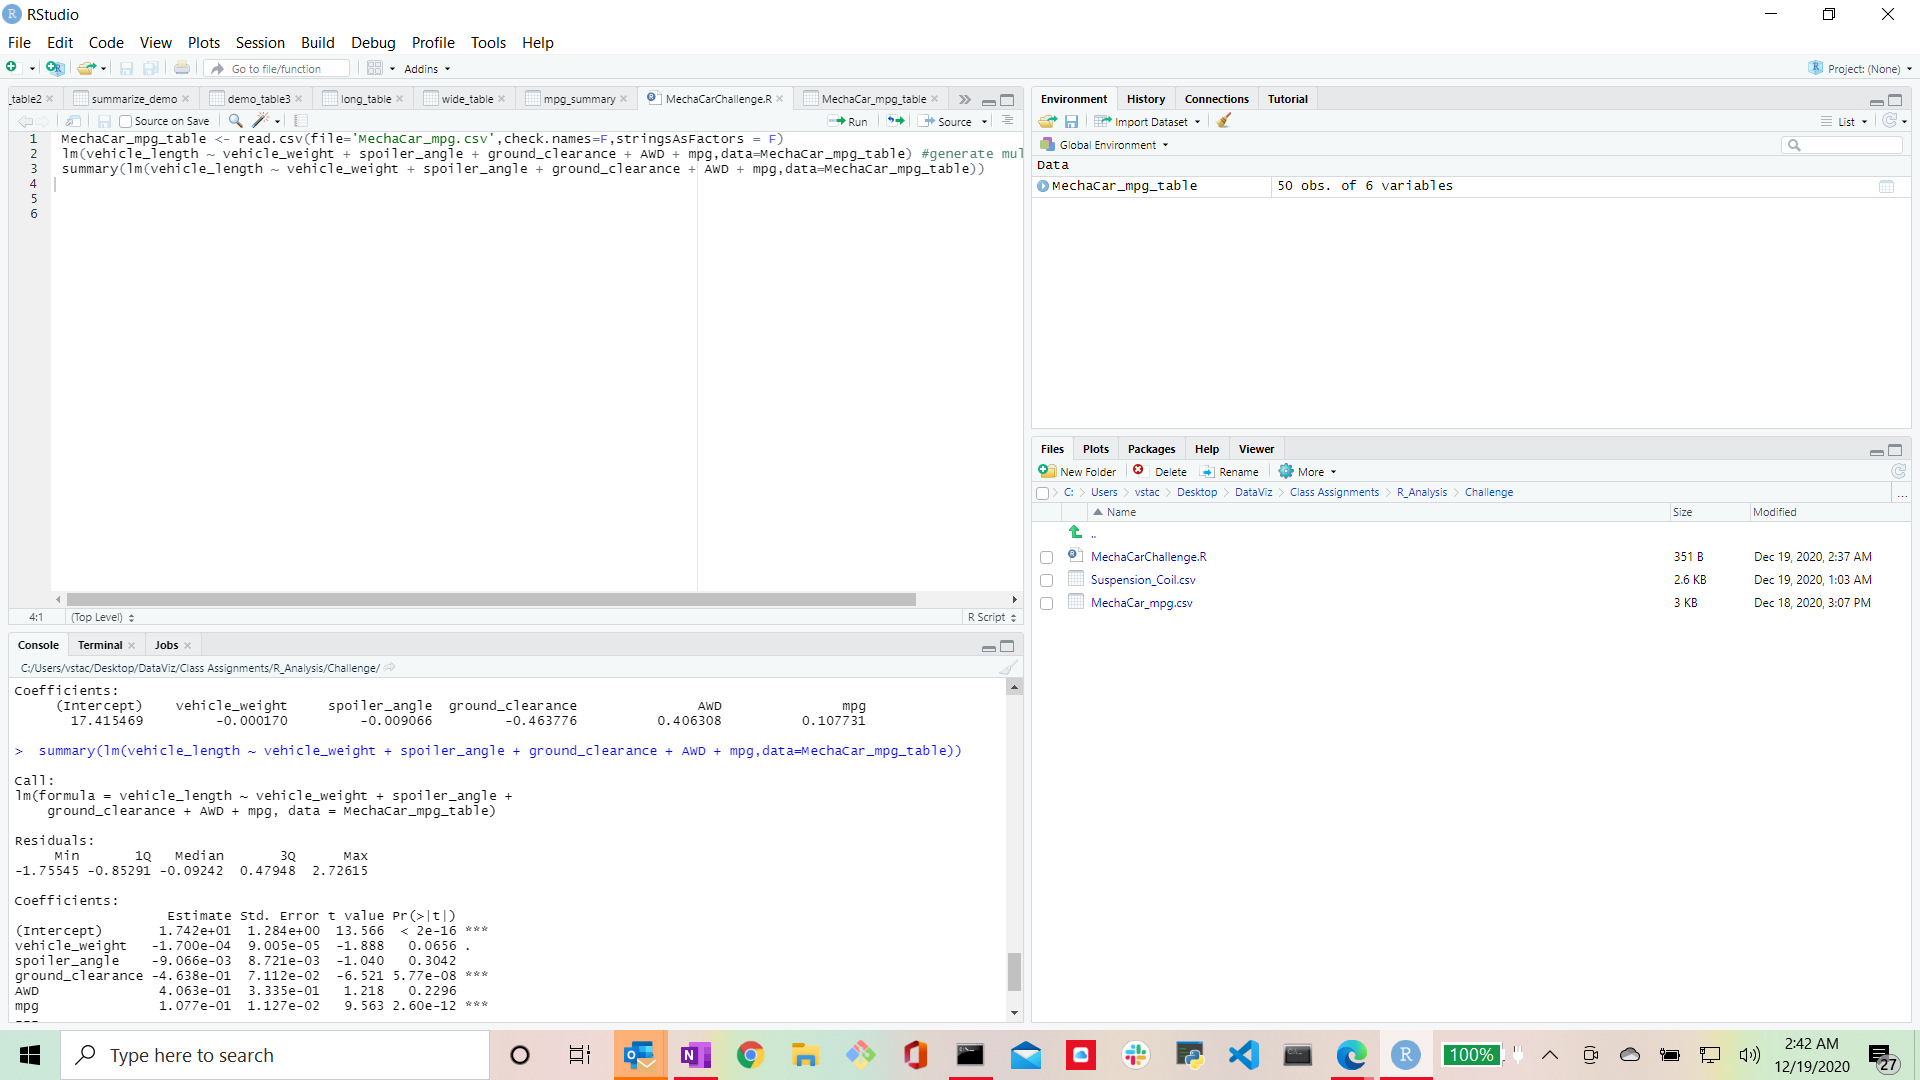 RStudio
File Edit Code View Plots Session Build Debug Profile Tools Help
Go to file/function Addins Project: (None)
_table2 summarize_demo demo_table3 long_table wide_table mpg_summary MechaCarChallenge.R MechaCar_mpg_table
Source on Save Run Source
1 MechaCar_mpg_table <- read.csv(file='MechaCar_mpg.csv',check.names=F,stringsAsFactors = F)
2 lm(vehicle_length ~ vehicle_weight + spoiler_angle + ground_clearance + AWD + mpg,data=MechaCar_mpg_table) #generate mul
3 summary(lm(vehicle_length ~ vehicle_weight + spoiler_angle + ground_clearance + AWD + mpg,data=MechaCar_mpg_table))
4
5
6
4:1 (Top Level) R Script
Console Terminal Jobs
C:/Users/vstac/Desktop/DataViz/Class Assignments/R_Analysis/Challenge/
Coefficients:
(Intercept) vehicle_weight spoiler_angle ground_clearance AWD mpg
17.415469 -0.000170 -0.009066 -0.463776 0.406308 0.107731
> summary(lm(vehicle_length ~ vehicle_weight + spoiler_angle + ground_clearance + AWD + mpg,data=MechaCar_mpg_table))
Call:
lm(formula = vehicle_length ~ vehicle_weight + spoiler_angle +
ground_clearance + AWD + mpg, data = MechaCar_mpg_table)
Residuals:
Min 1Q Median 3Q Max
-1.75545 -0.85291 -0.09242 0.47948 2.72615
Coefficients:
Estimate Std. Error t value Pr(>|t|)
(Intercept) 1.742e+01 1.284e+00 13.566 < 2e-16 ***
vehicle_weight -1.700e-04 9.005e-05 -1.888 0.0656 .
spoiler_angle -9.066e-03 8.721e-03 -1.040 0.3042
ground_clearance -4.638e-01 7.112e-02 -6.521 5.77e-08 ***
AWD 4.063e-01 3.335e-01 1.218 0.2296
mpg 1.077e-01 1.127e-02 9.563 2.60e-12 ***
---
Environment History Connections Tutorial
Import Dataset List
Global Environment
Data
MechaCar_mpg_table 50 obs. of 6 variables
Files Plots Packages Help Viewer
New Folder Delete Rename More
C: Users vstac Desktop DataViz Class Assignments R_Analysis Challenge ...
Name Size Modified
..
MechaCarChallenge.R 351 B Dec 19, 2020, 2:37 AM
Suspension_Coil.csv 2.6 KB Dec 19, 2020, 1:03 AM
MechaCar_mpg.csv 3 KB Dec 18, 2020, 3:07 PM
Type here to search
100%
2:42 AM
12/19/2020
27